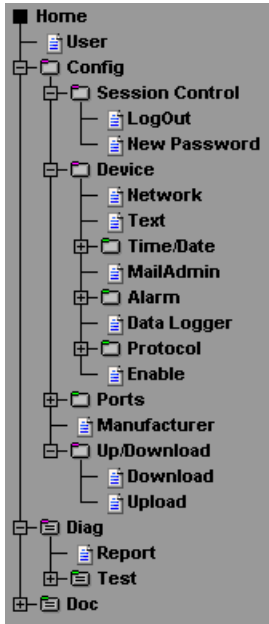 Home
User
Config
Session Control
LogOut
New Password
Device
Network
Text
Time/Date
MailAdmin
Alarm
Data Logger
Protocol
Enable
Ports
Manufacturer
Up/Download
Download
Upload
Diag
Report
Test
Doc